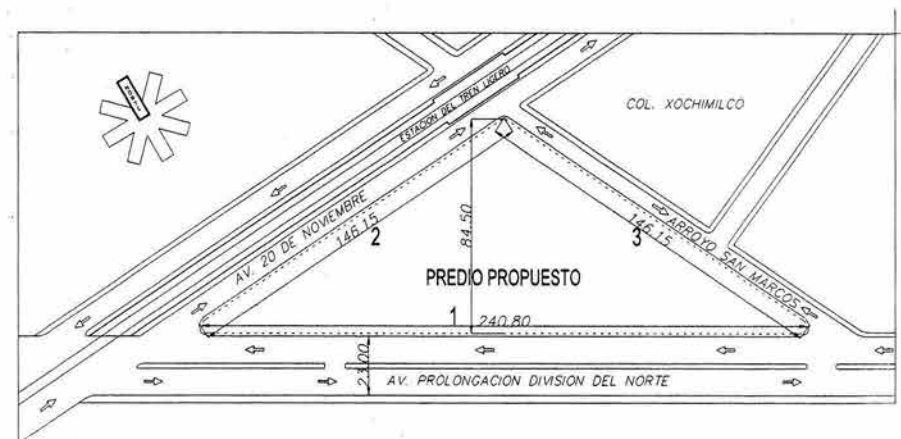 ESTACION DEL TREN LIGERO
COL. XOCHIMILCO
AV. 20 DE NOVIEMBRE
146.15
2
84.50
146.15
3
ARROYO SAN MARCOS
PREDIO PROPUESTO
1
240.80
23.00
AV. PROLONGACION DIVISION DEL NORTE